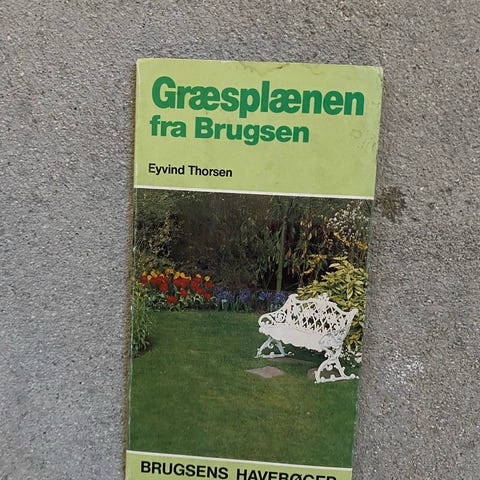 Græsplænen
fra Brugsen
Eyvind Thorsen
BRUGSENS HAVEBØGER